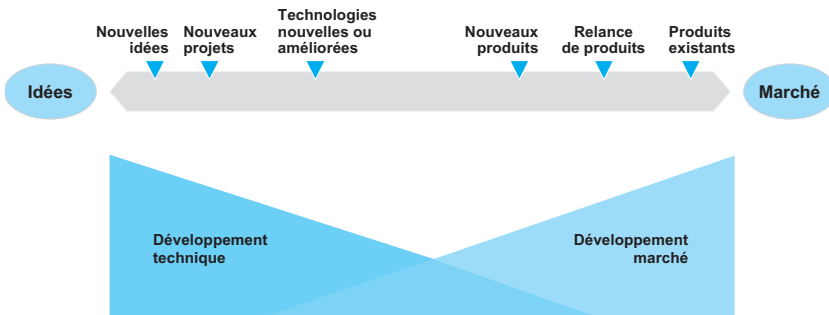 Nouvelles
idées
Nouveaux
projets
Technologies
nouvelles ou
améliorées
Nouveaux
produits
Relance
de produits
Produits
existants
Idées
Marché
Développement
technique
Développement
marché